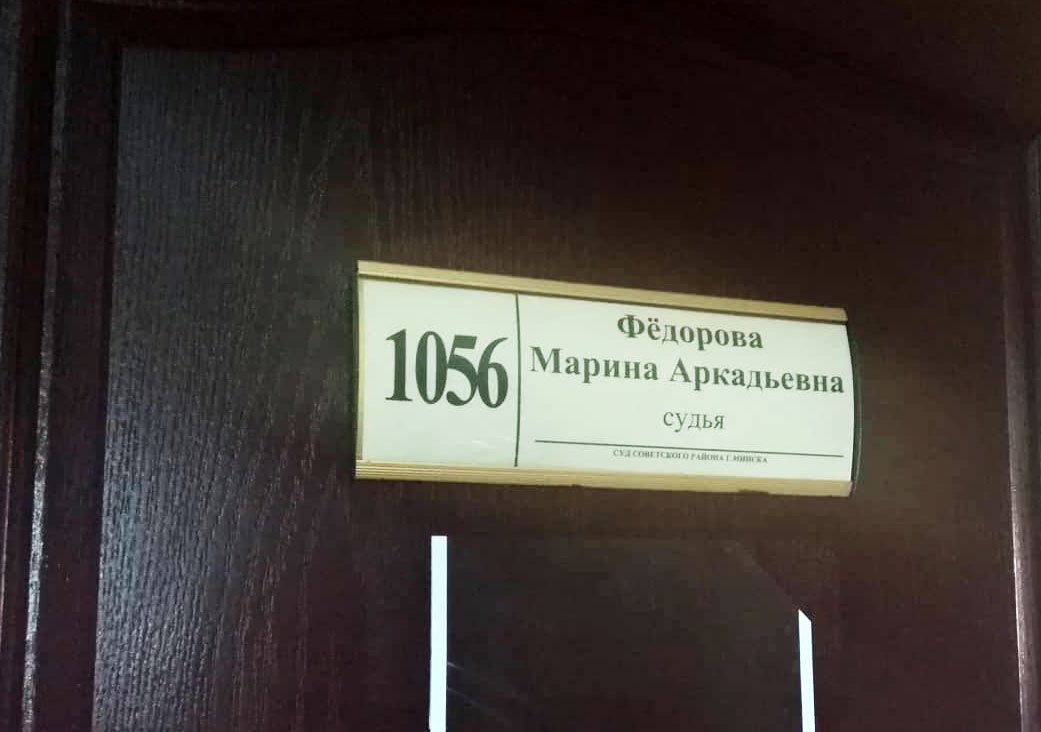 1056
Фёдорова
Марина Аркадьевна
судья
СУД СОВЕТСКОГО РАЙОНА Г. МИНСКА